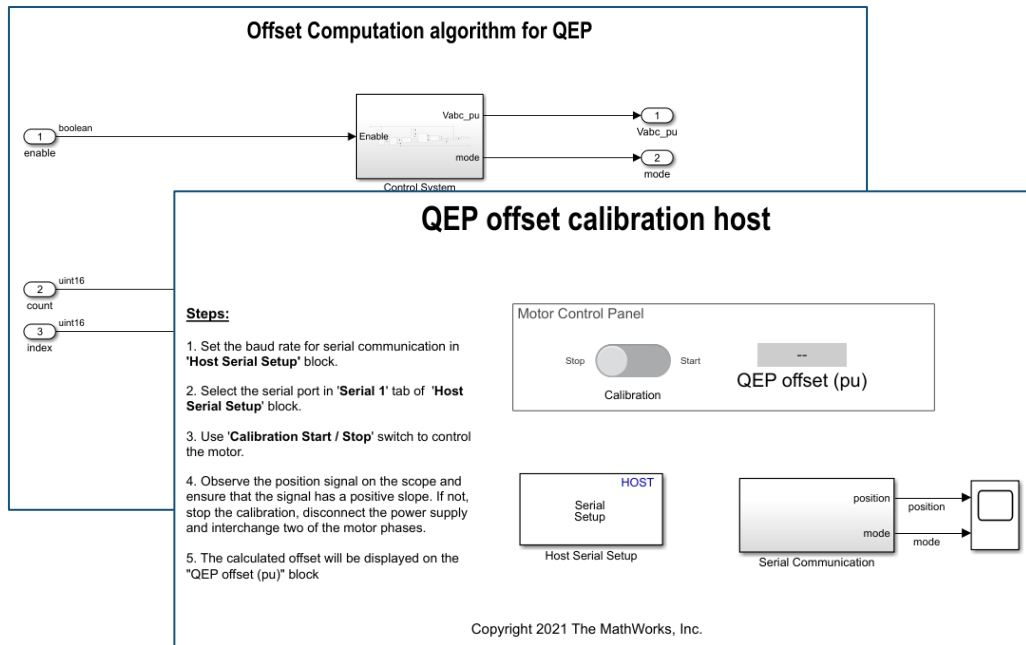 Offset Computation algorithm for QEP
1
boolean
enable
Enable
Vabc_pu
mode
Control System
1
Vabc_pu
2
mode
2
uint16
count
3
uint16
index
QEP offset calibration host
Steps:
1. Set the baud rate for serial communication in
'Host Serial Setup' block.
2. Select the serial port in 'Serial 1' tab of 'Host
Serial Setup' block.
3. Use 'Calibration Start / Stop' switch to control
the motor.
4. Observe the position signal on the scope and
ensure that the signal has a positive slope. If not,
stop the calibration, disconnect the power supply
and interchange two of the motor phases.
5. The calculated offset will be displayed on the
"QEP offset (pu)" block
Motor Control Panel
Stop
Start
Calibration
--
QEP offset (pu)
HOST
Serial
Setup
Host Serial Setup
position
mode
Serial Communication
position
mode
Copyright 2021 The MathWorks, Inc.